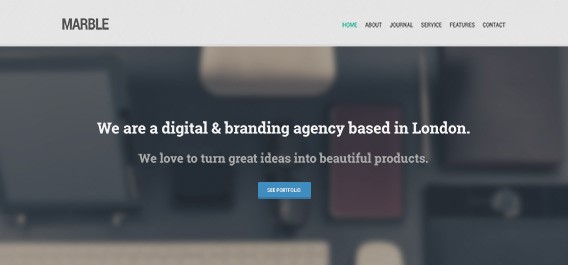 MARBLE
HOME ABOUT JOURNAL SERVICE FEATURES CONTACT
We are a digital & branding agency based in London.
We love to turn great ideas into beautiful products.
SEE PORTFOLIO